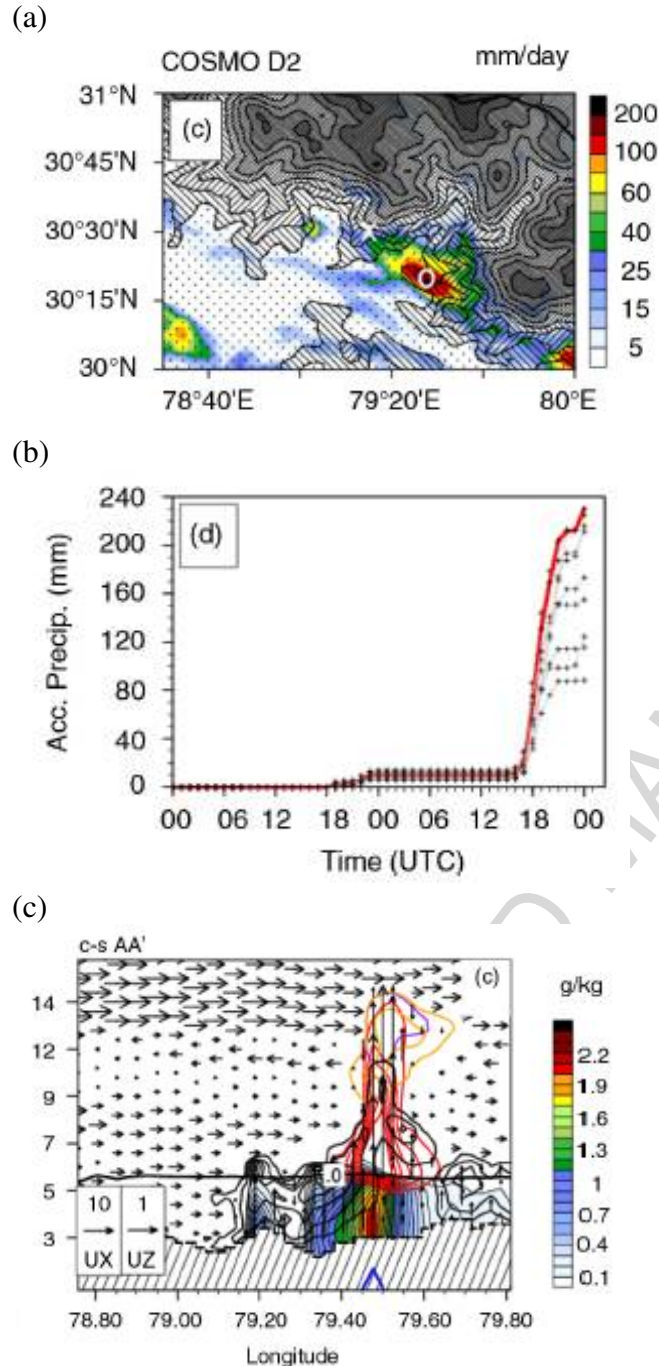 (a)
COSMO D2 mm/day
31°N
(c)
200
30°45'N
100
60
30°30'N
40
25
30°15'N
15
5
30°N
78°40'E 79°20'E 80°E
(b)
240
(d)
200
160
120
80
40
0
00 06 12 18 00 06 12 18 00
Acc. Precip. (mm)
Time (UTC)
(c)
c-s AA'
(c)
g/kg
14
12
2.2
1.9
9
1.6
7
1.3
.0
1
5
10 1
0.7
UX UZ
0.4
3
0.1
78.80 79.00 79.20 79.40 79.60 79.80
Longitude